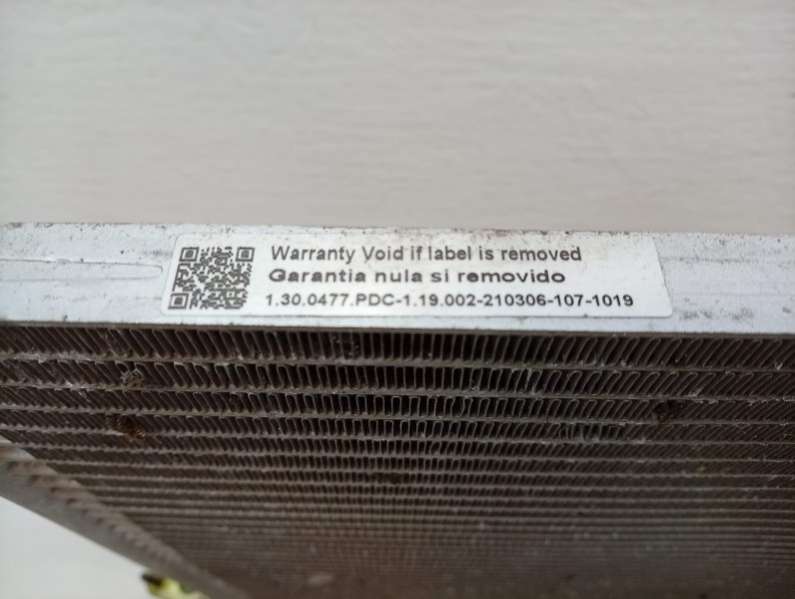 Warranty Void if label is removed
Garantia nula si removido
1.30.0477.PDC-1.19.002-210306-107-1019